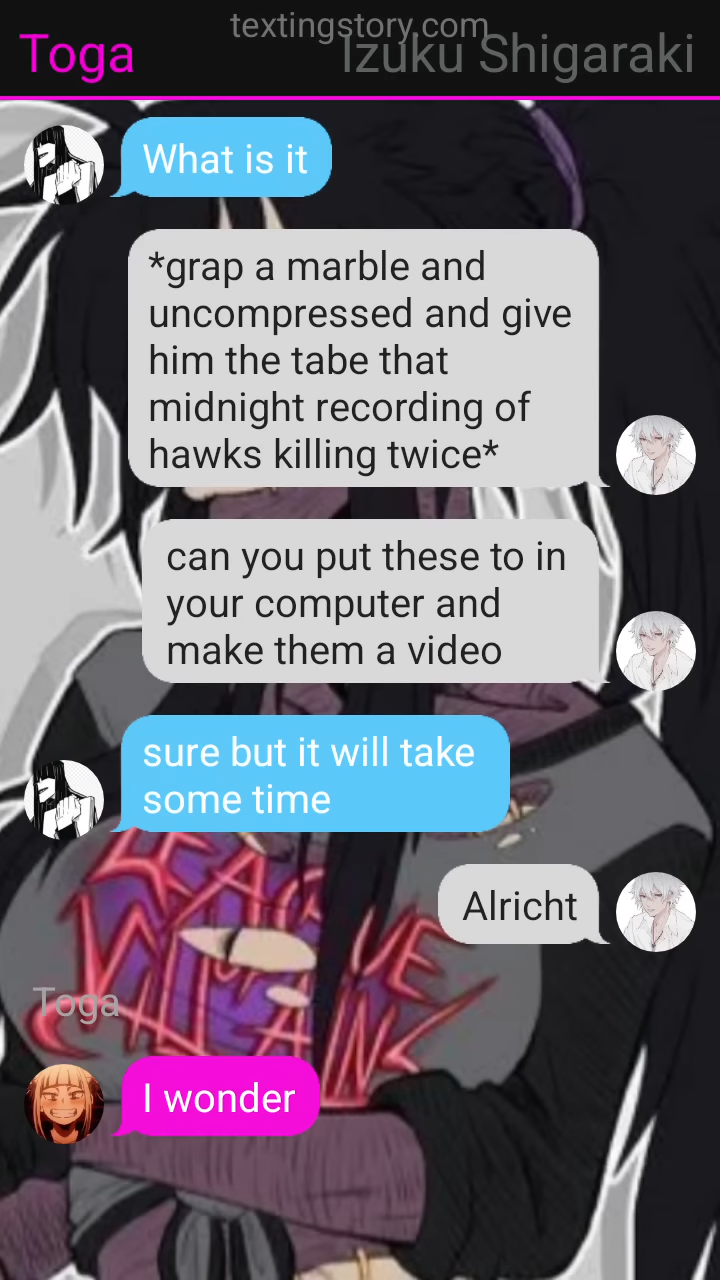 textingstory.com
Toga
Izuku Shigaraki
What is it
*grap a marble and
uncompressed and give
him the tabe that
midnight recording of
hawks killing twice*
can you put these to in
your computer and
make them a video
sure but it will take
some time
Alricht
LEAGUE
VILLAINS
Toga
I wonder